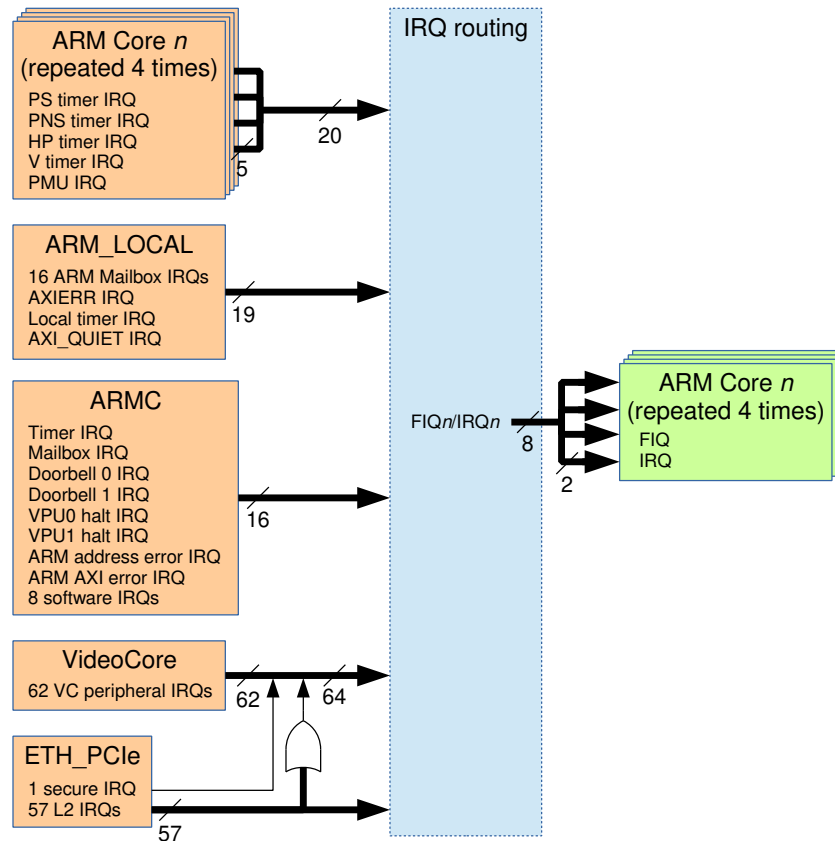 ARM Core n
(repeated 4 times)
PS timer IRQ
PNS timer IRQ
HP timer IRQ
V timer IRQ
PMU IRQ
5
20
IRQ routing
ARM_LOCAL
16 ARM Mailbox IRQs
AXIERR IRQ
Local timer IRQ
AXI_QUIET IRQ
19
ARMC
Timer IRQ
Mailbox IRQ
Doorbell 0 IRQ
Doorbell 1 IRQ
VPU0 halt IRQ
VPU1 halt IRQ
ARM address error IRQ
ARM AXI error IRQ
8 software IRQs
16
VideoCore
62 VC peripheral IRQs
62
64
ETH_PCIe
1 secure IRQ
57 L2 IRQs
57
FIQn/IRQn
8
2
ARM Core n
(repeated 4 times)
FIQ
IRQ